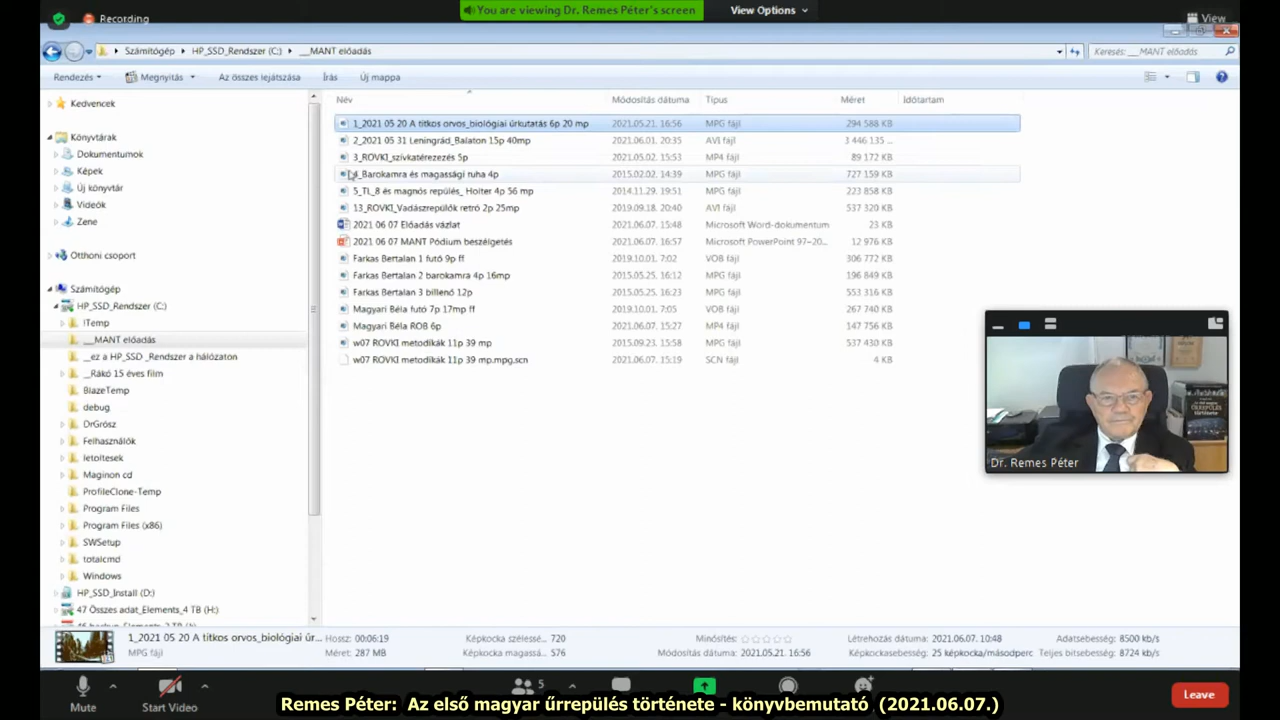 Recording
You are viewing Dr. Remes Péter's screen
View Options
View
Számítógép HP_SSD_Rendszer (C:) __MANT előadás
Keresés: __MANT előadás
Rendezés Megnyitás Az összes lejátszása Írás Új mappa
Név Módosítás dátuma Típus Méret Időtartam
Kedvencek
Könyvtárak
Dokumentumok
Képek
Új könyvtár
Videók
Zene
Otthoni csoport
Számítógép
HP_SSD_Rendszer (C:)
!Temp
__MANT előadás
__ez a HP_SSD _Rendszer a hálózaton
__Rákó 15 éves film
BlazeTemp
debug
DrGrósz
Felhasználók
letoltesek
Maginon cd
ProfileClone-Temp
Program Files
Program Files (x86)
SWSetup
totalcmd
Windows
HP_SSD_Install (D:)
47 Összes adat_Elements_4 TB (H:)
1_2021 05 20 A titkos orvos_biológiai űrkutatás 6p 20 mp 2021.05.21. 16:56 MPG fájl 294 588 KB
2_2021 05 31 Leningrád_Balaton 15p 40mp 2021.06.01. 20:35 AVI fájl 3 446 135 ...
3_ROVKI_szívkatérezezés 5p 2021.05.02. 15:53 MP4 fájl 89 172 KB
4_Barokamra és magassági ruha 4p 2015.02.02. 14:39 MPG fájl 727 159 KB
5_TL_8 és magnós repülés_ Holter 4p 56 mp 2014.11.29. 19:51 MPG fájl 223 858 KB
13_ROVKI_Vadászrepülők retró 2p 25mp 2019.09.18. 20:40 AVI fájl 537 320 KB
2021 06 07 Előadás vázlat 2021.06.07. 15:48 Microsoft Word-dokumentum 23 KB
2021 06 07 MANT Pódium beszélgetés 2021.06.07. 16:57 Microsoft PowerPoint 97-20... 12 976 KB
Farkas Bertalan 1 futó 9p ff 2019.10.01. 7:02 VOB fájl 306 772 KB
Farkas Bertalan 2 barokamra 4p 16mp 2015.05.25. 16:12 MPG fájl 196 849 KB
Farkas Bertalan 3 billenő 12p 2015.05.25. 16:23 MPG fájl 553 316 KB
Magyari Béla futó 7p 17mp ff 2019.10.01. 7:05 VOB fájl 267 740 KB
Magyari Béla ROB 6p 2021.06.07. 15:27 MP4 fájl 147 756 KB
w07 ROVKI metodikák 11p 39 mp 2015.09.23. 15:58 MPG fájl 537 430 KB
w07 ROVKI metodikák 11p 39 mp.mpg.scn 2021.06.07. 15:19 SCN fájl 4 KB
Dr. Remes Péter
1_2021 05 20 A titkos orvos_biológiai űr... Hossz: 00:06:19 Képkocka szélessé... 720 Minősítés: Létrehozás dátuma: 2021.06.07. 10:48 Adatsebesség: 8500 kb/s
MPG fájl Méret: 287 MB Képkocka magassá... 576 Módosítás dátuma: 2021.05.21. 16:56 Képkockasebesség: 25 képkocka/másodperc Teljes bitsebesség: 8724 kb/s
Mute Start Video 5 Leave
Remes Péter: Az első magyar űrrepülés története - könyvbemutató (2021.06.07.)